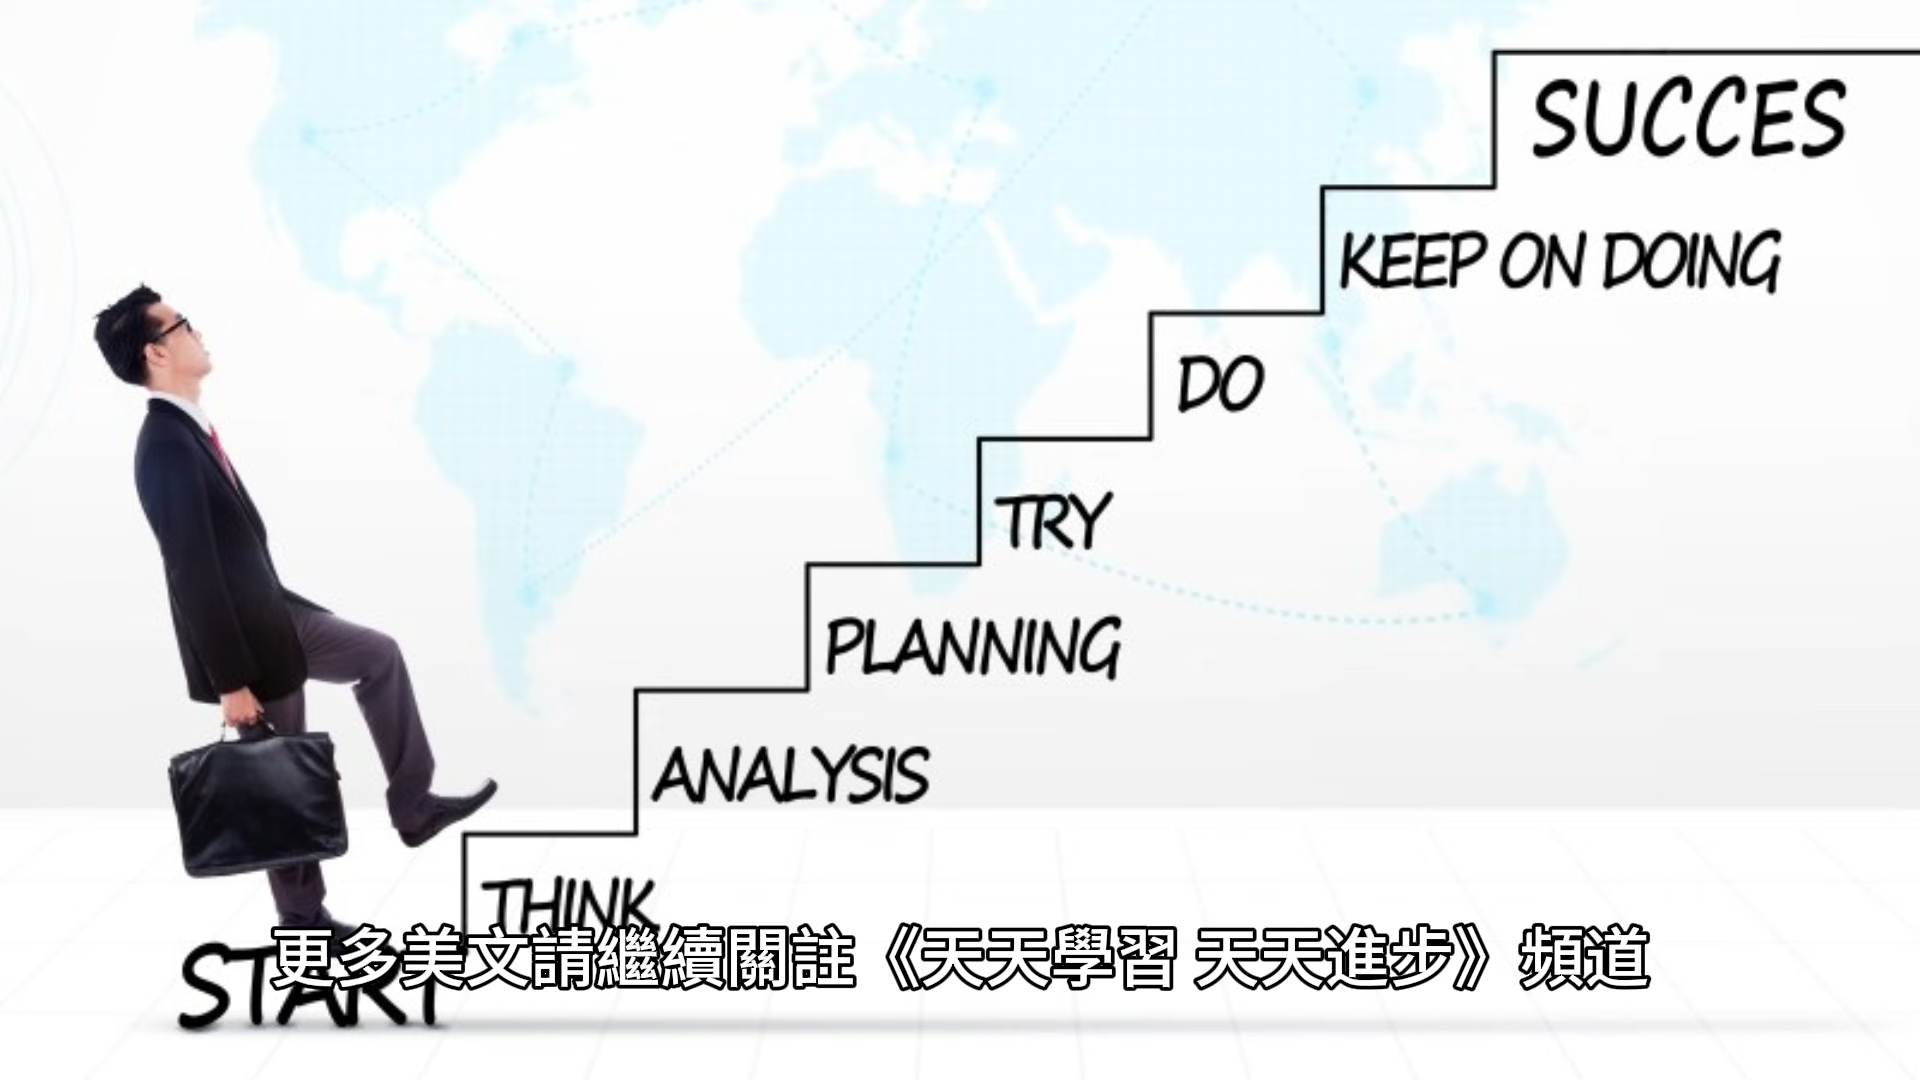 SUCCES
KEEP ON DOING
DO
TRY
PLANNING
ANALYSIS
THINK
START
更多美文請繼續關註《天天學習 天天進步》頻道